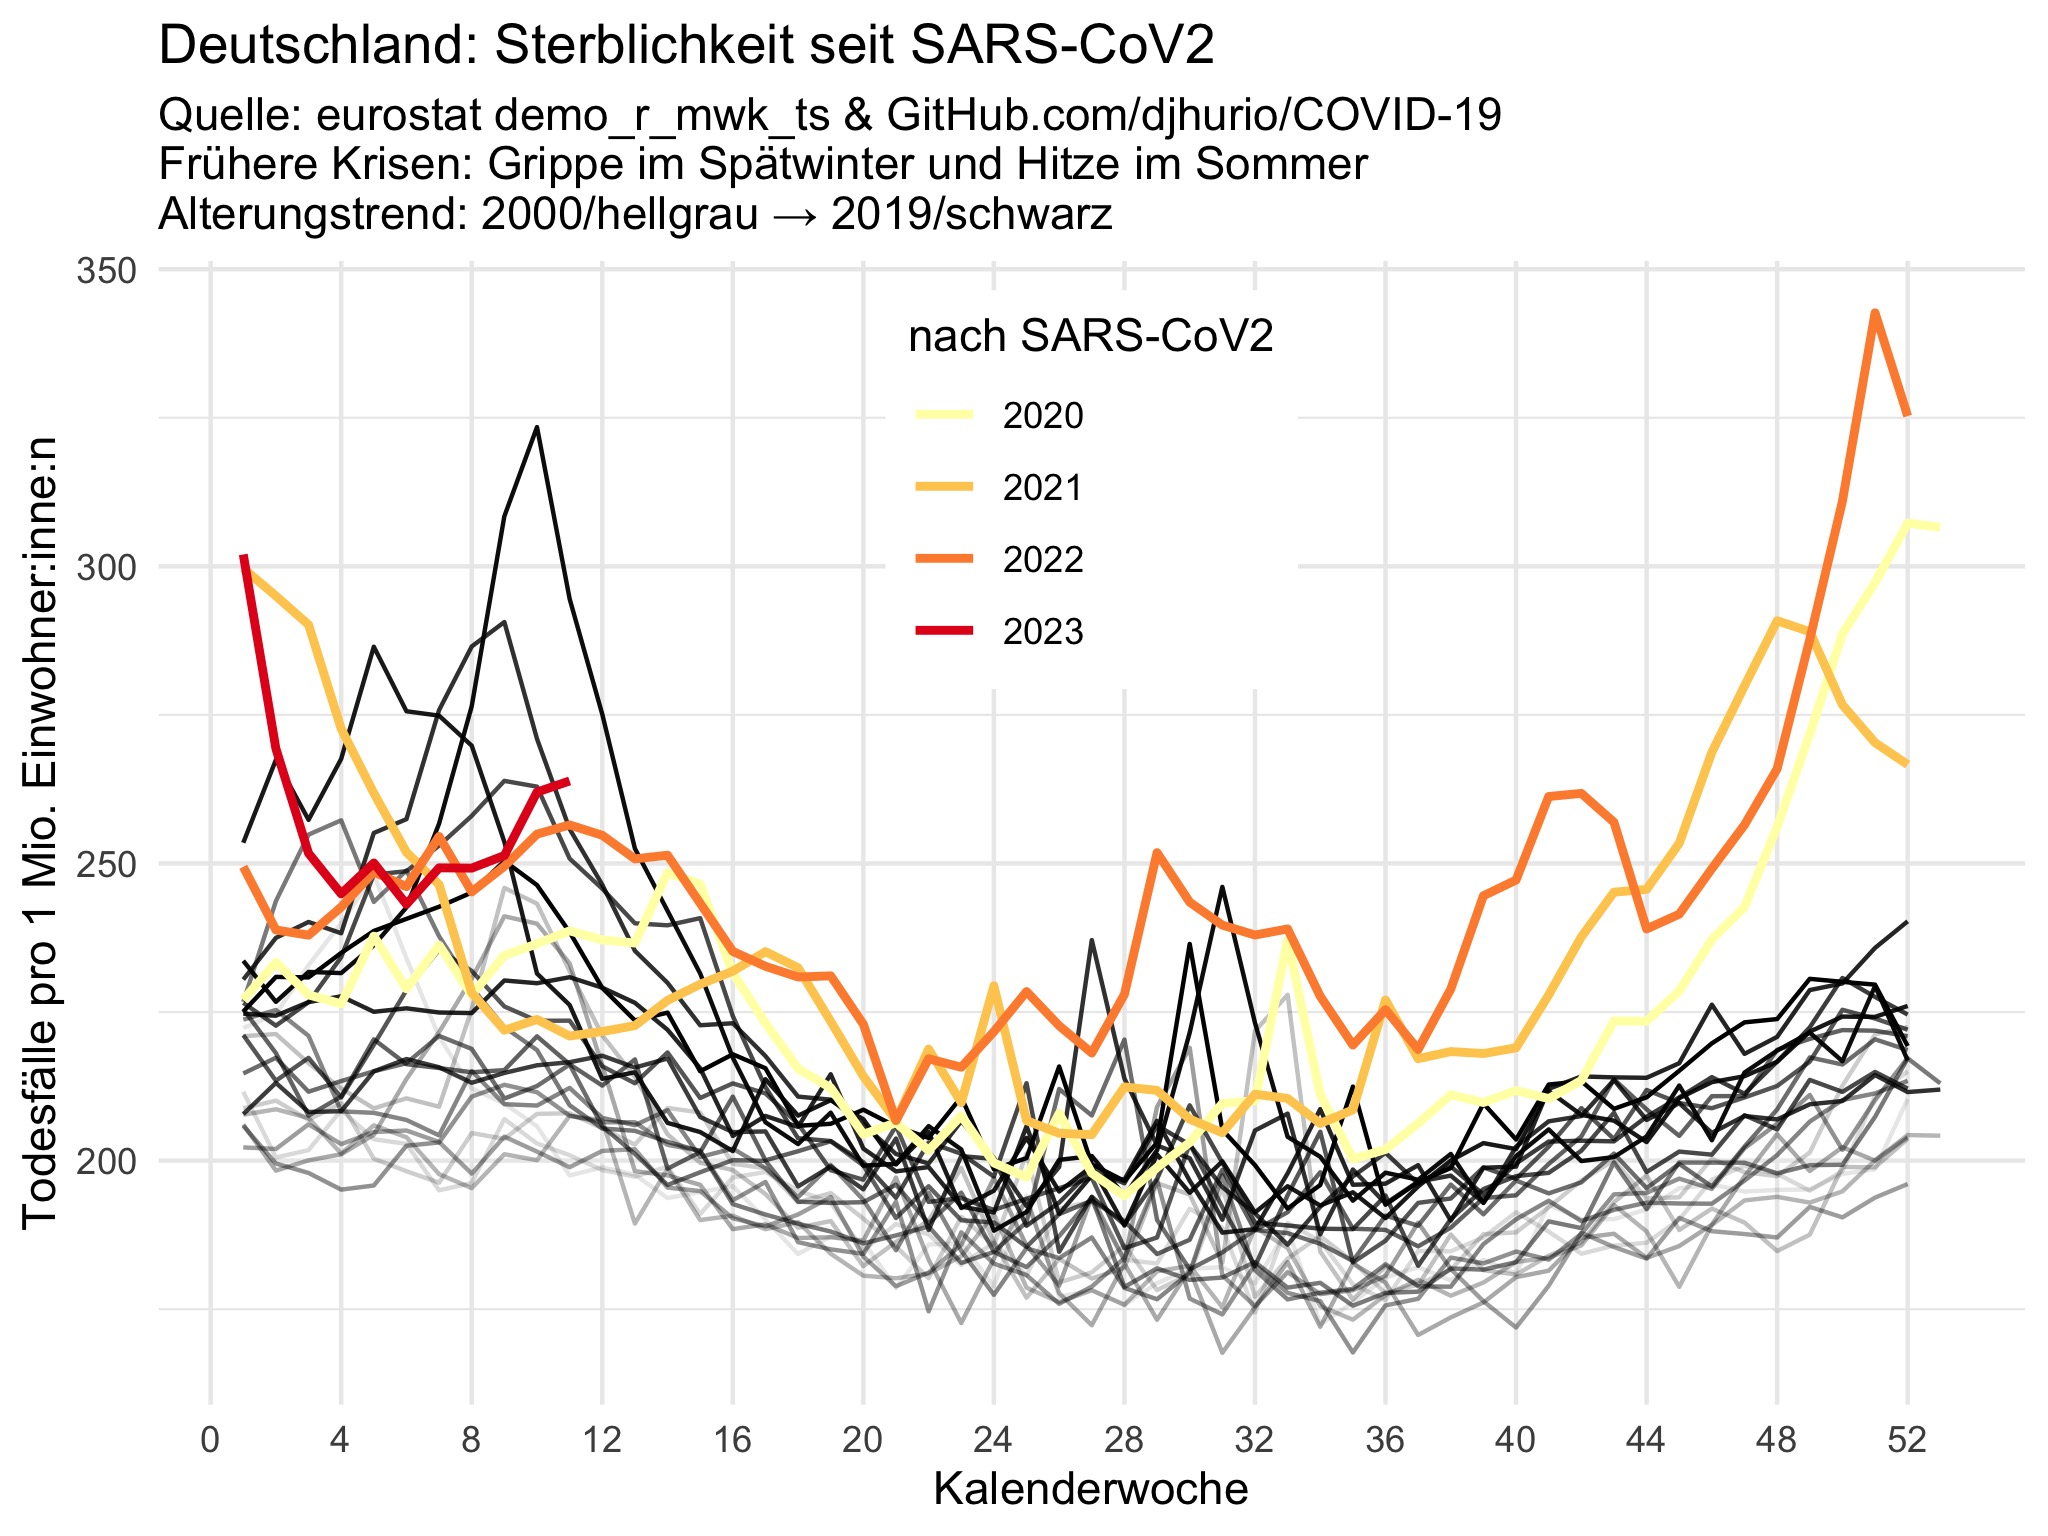 Deutschland: Sterblichkeit seit SARS-CoV2
Quelle: eurostat demo_r_mwk_ts & GitHub.com/djhurio/COVID-19
Frühere Krisen: Grippe im Spätwinter und Hitze im Sommer
Alterungstrend: 2000/hellgrau → 2019/schwarz
Todesfälle pro 1 Mio. Einwohner:inne:n
350
300
250
200
nach SARS-CoV2
2020
2021
2022
2023
0 4 8 12 16 20 24 28 32 36 40 44 48 52
Kalenderwoche